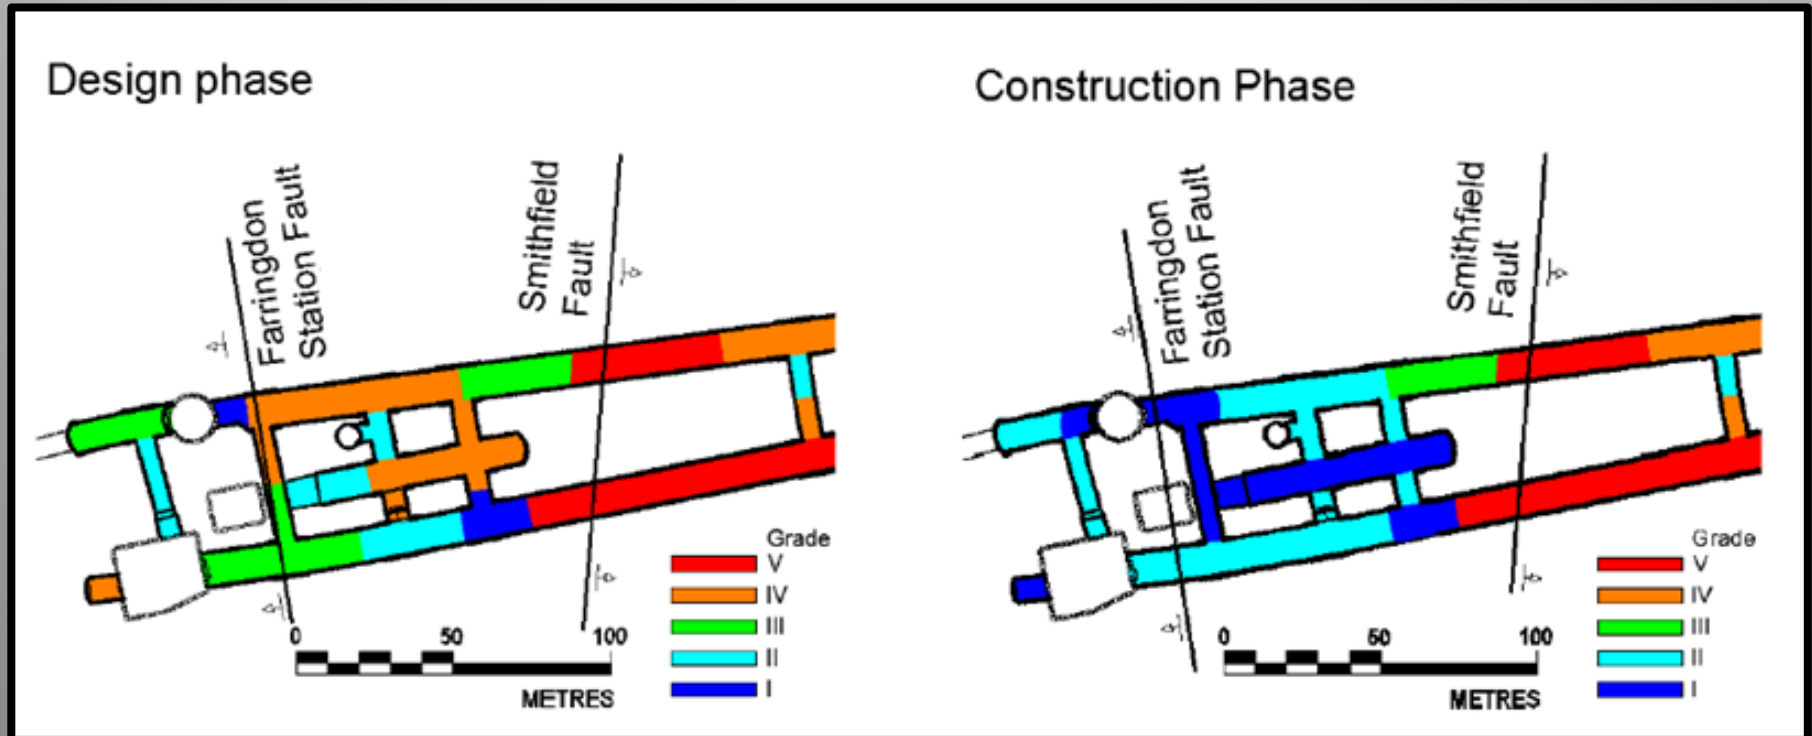 Design phase
Farringdon
Station Fault
Smithfield
Fault
Grade
V
IV
III
II
I
0 50 100
METRES
Construction Phase
Farringdon
Station Fault
Smithfield
Fault
Grade
V
IV
III
II
I
0 50 100
METRES